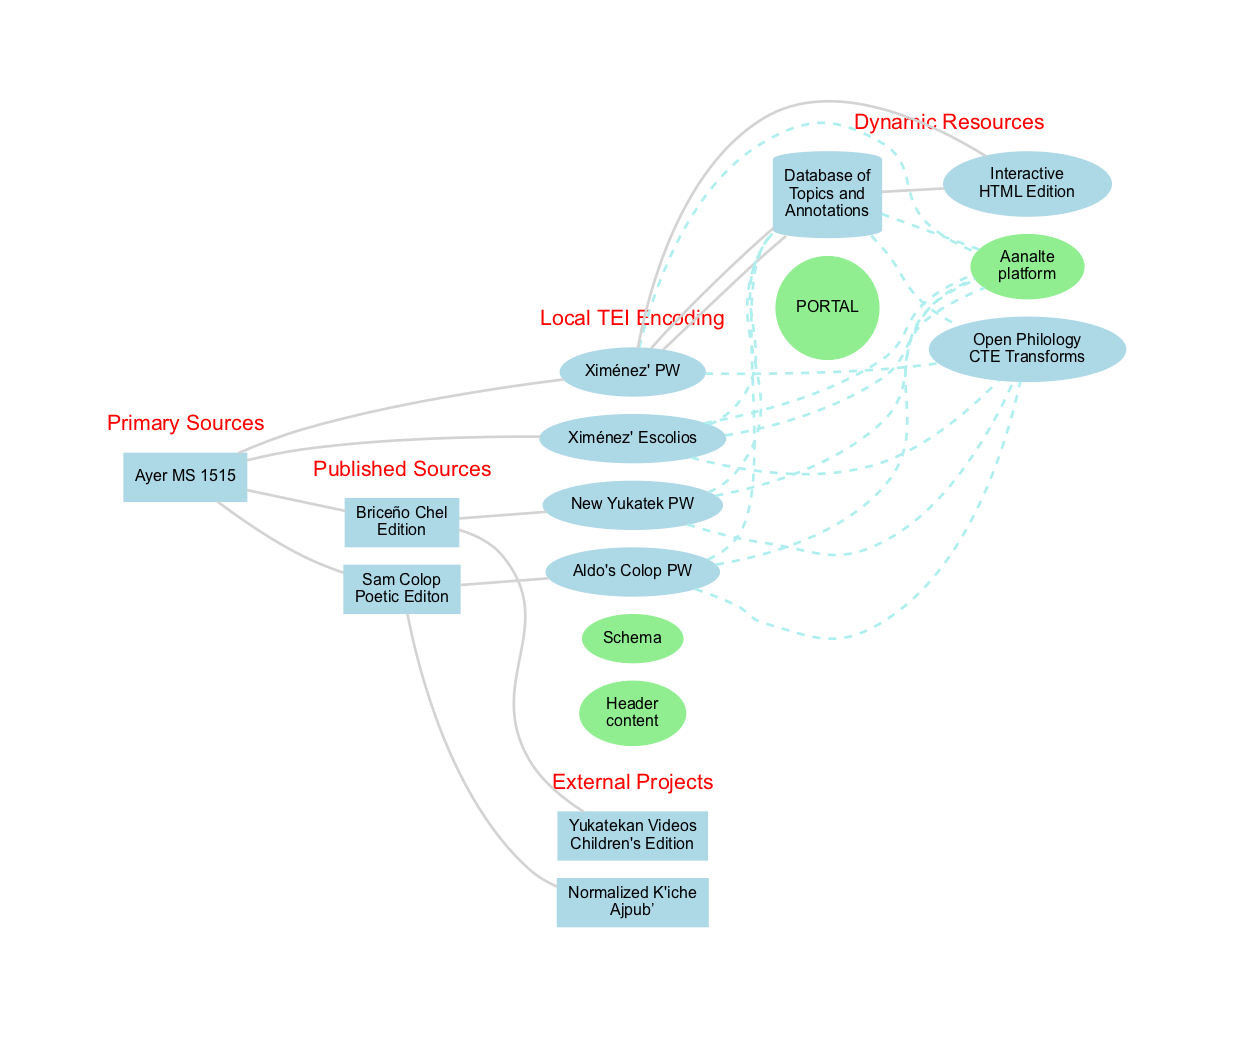 Primary Sources
Ayer MS 1515
Published Sources
Briceño Chel
Edition
Sam Colop
Poetic Editon
Local TEI Encoding
Ximénez' PW
Ximénez' Escolios
New Yukatek PW
Aldo's Colop PW
Schema
Header
content
External Projects
Yukatekan Videos
Children's Edition
Normalized K'iche
Ajpub’
Dynamic Resources
Database of
Topics and
Annotations
PORTAL
Interactive
HTML Edition
Aanalte
platform
Open Philology
CTE Transforms